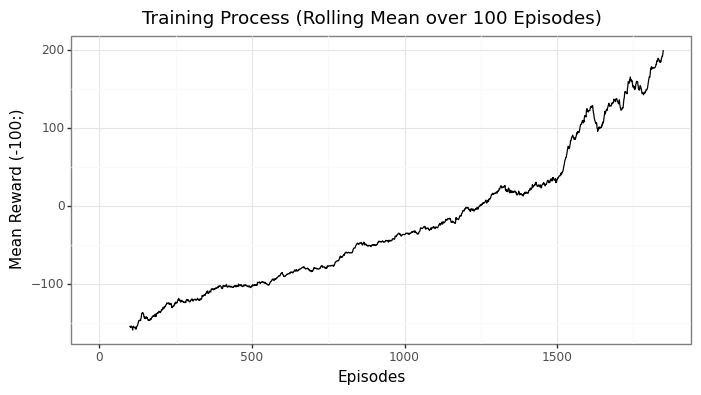 Training Process (Rolling Mean over 100 Episodes)
Mean Reward (-100:)
200
100
0
−100
0
500
1000
1500
Episodes